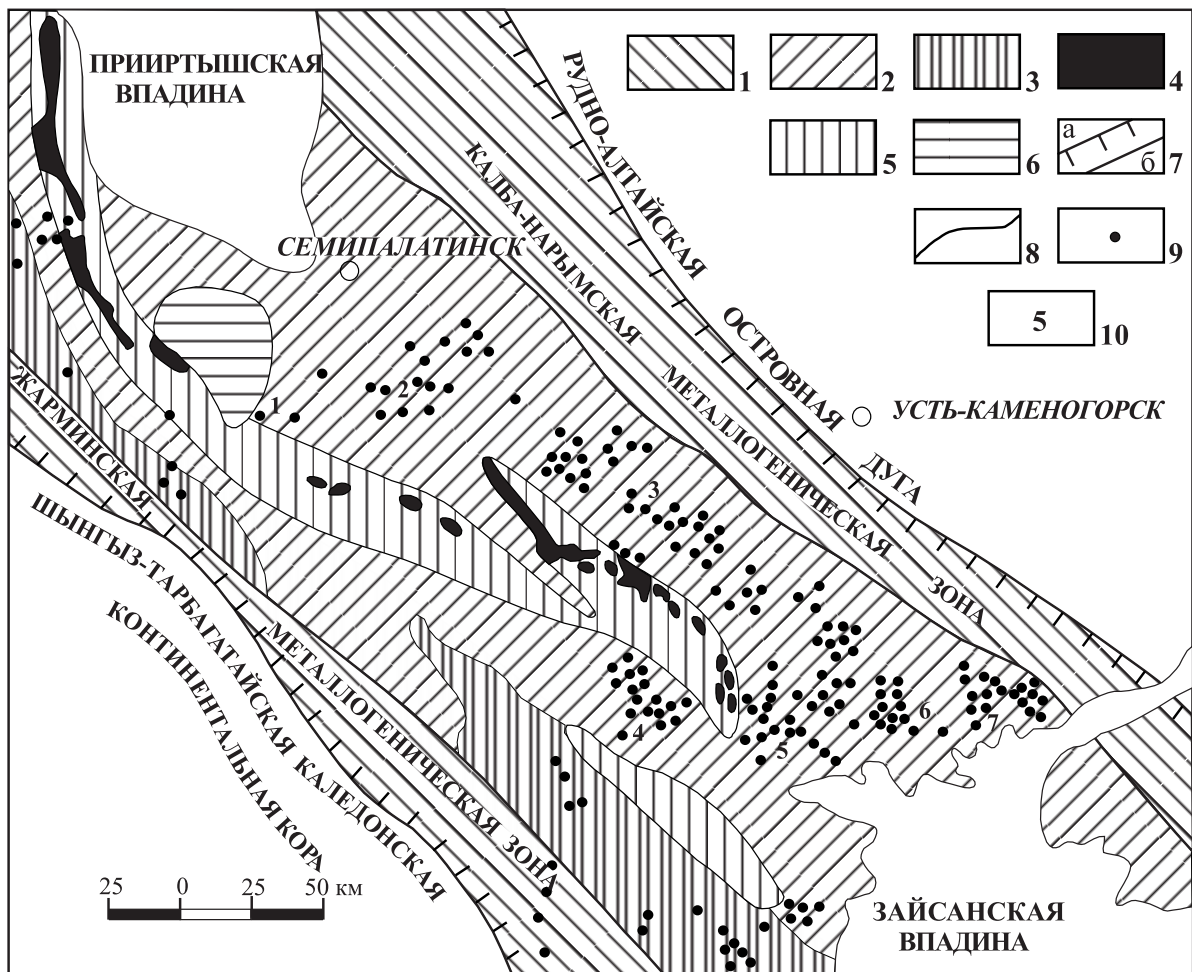 ПРИИРТЫШСКАЯ
ВПАДИНА
РУДНО-АЛТАЙСКАЯ
ОСТРОВНАЯ
ДУГА
1
2
3
4
5
6
а
б
7
8
9
5
10
КАЛБА-НАРЫМСКАЯ
МЕТАЛЛОГЕНИЧЕСКАЯ
ЗОНА
СЕМИПАЛАТИНСК
УСТЬ-КАМЕНОГОРСК
1
2
3
4
5
6
7
ЖАРМИНСКАЯ
МЕТАЛЛОГЕНИЧЕСКАЯ ЗОНА
ШЫНГЫЗ-ТАРБАГАТАЙСКАЯ КАЛЕДОНСКАЯ
КОНТИНЕНТАЛЬНАЯ КОРА
25 0 25 50 км
ЗАЙСАНСКАЯ
ВПАДИНА